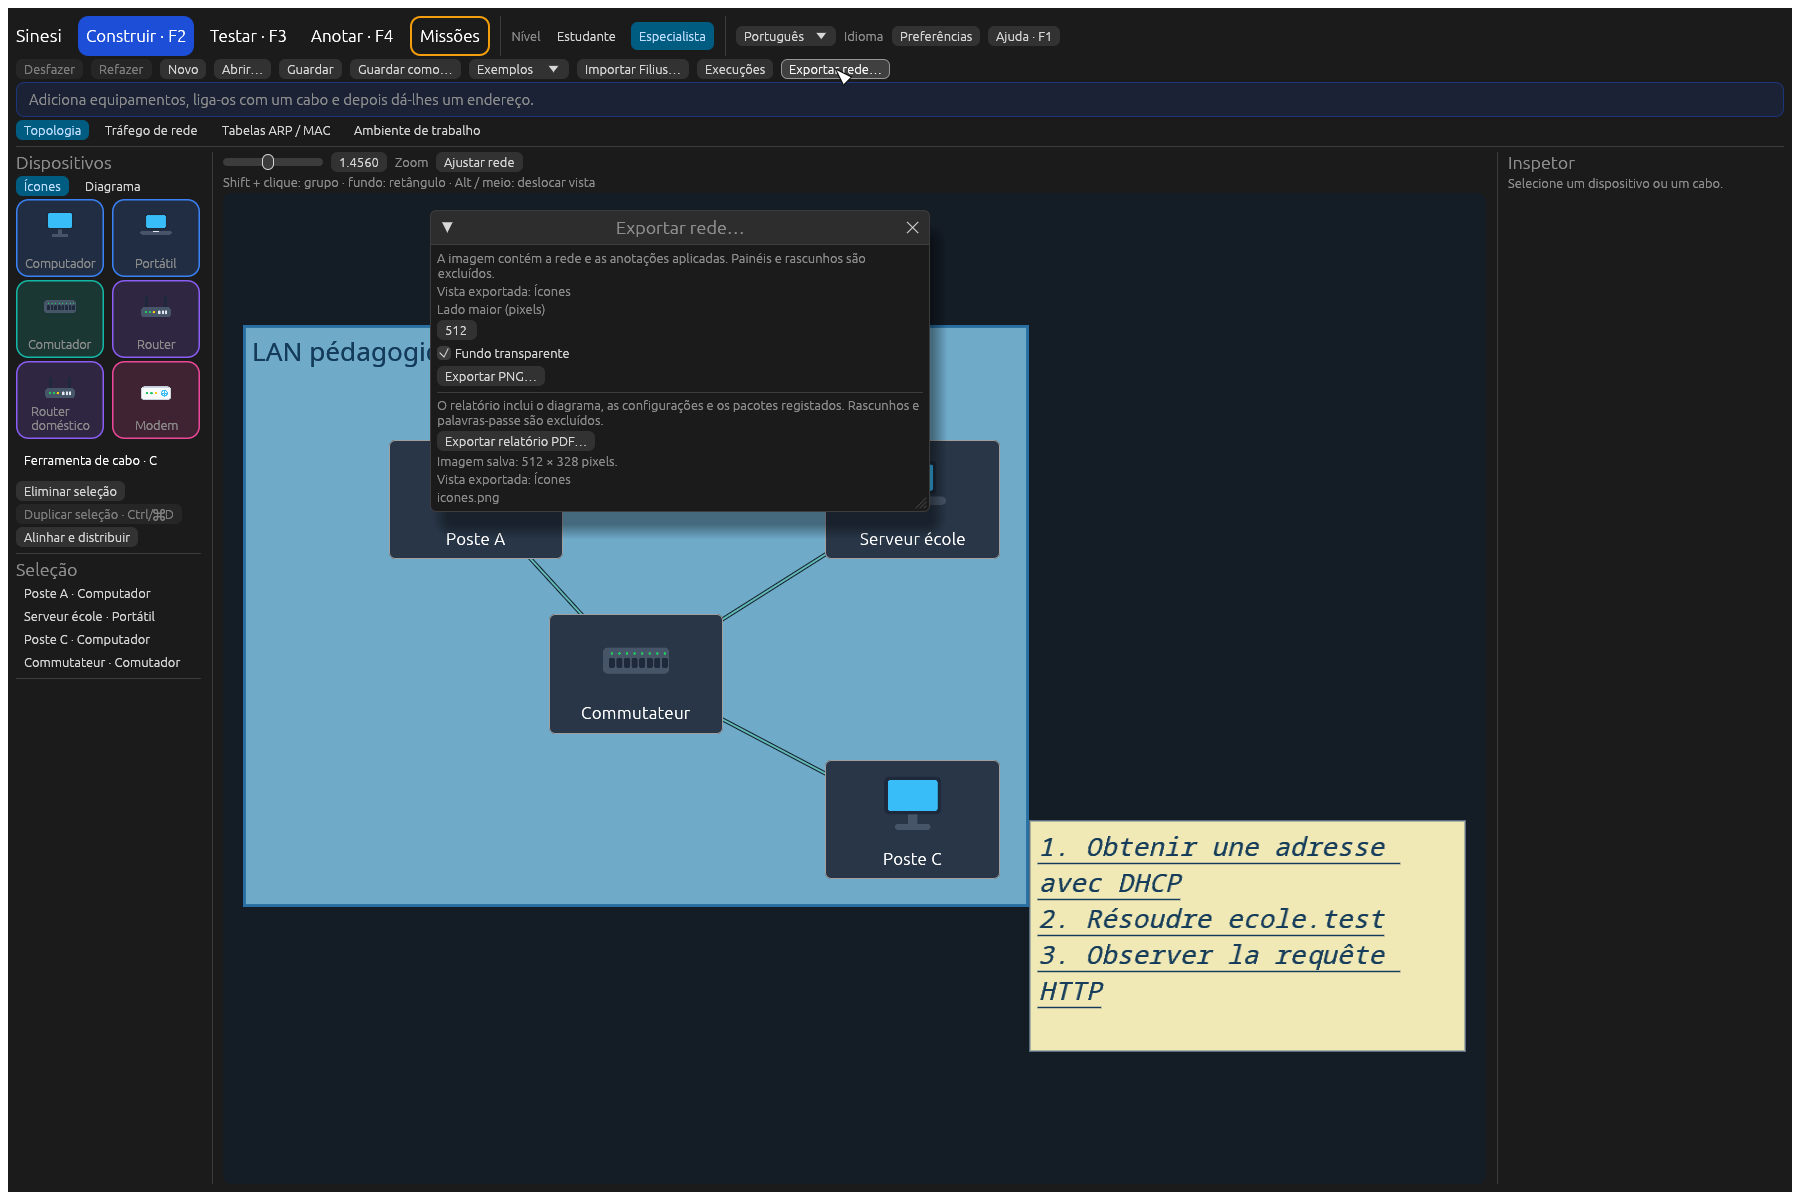 Sinesi
Construir · F2
Testar · F3
Anotar · F4
Missões
Nível
Estudante
Especialista
Português
Idioma
Preferências
Ajuda · F1
Desfazer
Refazer
Novo
Abrir…
Guardar
Guardar como…
Exemplos
Importar Filius…
Execuções
Exportar rede…
Adiciona equipamentos, liga-os com um cabo e depois dá-lhes um endereço.
Topologia
Tráfego de rede
Tabelas ARP / MAC
Ambiente de trabalho
Dispositivos
Ícones
Diagrama
Computador
Portátil
Comutador
Router
Router
doméstico
Modem
Ferramenta de cabo · C
Eliminar seleção
Duplicar seleção · Ctrl/⌘D
Alinhar e distribuir
Seleção
Poste A · Computador
Serveur école · Portátil
Poste C · Computador
Commutateur · Comutador
1.4560
Zoom
Ajustar rede
Shift + clique: grupo · fundo: retângulo · Alt / meio: deslocar vista
Exportar rede…
A imagem contém a rede e as anotações aplicadas. Painéis e rascunhos são
excluídos.
Vista exportada: Ícones
Lado maior (pixels)
512
Fundo transparente
Exportar PNG…
O relatório inclui o diagrama, as configurações e os pacotes registados. Rascunhos e
palavras-passe são excluídos.
Exportar relatório PDF…
Imagem salva: 512 × 328 pixels.
Vista exportada: Ícones
icones.png
LAN
Poste A
Serveur école
Commutateur
Poste C
1. Obtenir une adresse
avec DHCP
2. Résoudre ecole.test
3. Observer la requête
HTTP
Inspetor
Selecione um dispositivo ou um cabo.